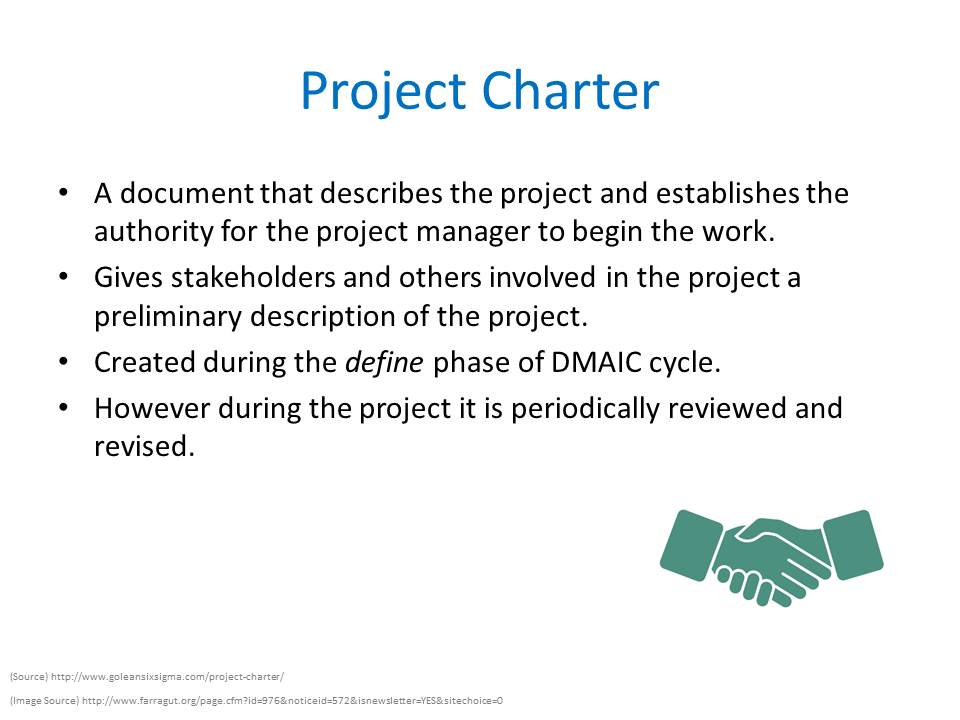 Project Charter
• A document that describes the project and establishes the
authority for the project manager to begin the work.
• Gives stakeholders and others involved in the project a
preliminary description of the project.
• Created during the define phase of DMAIC cycle.
• However during the project it is periodically reviewed and
revised.
(Source) http://www.goleansixsigma.com/project-charter/
(Image Source) http://www.farragut.org/page.cfm?id=976&noticeid=572&isnewsletter=YES&sitechoice=0